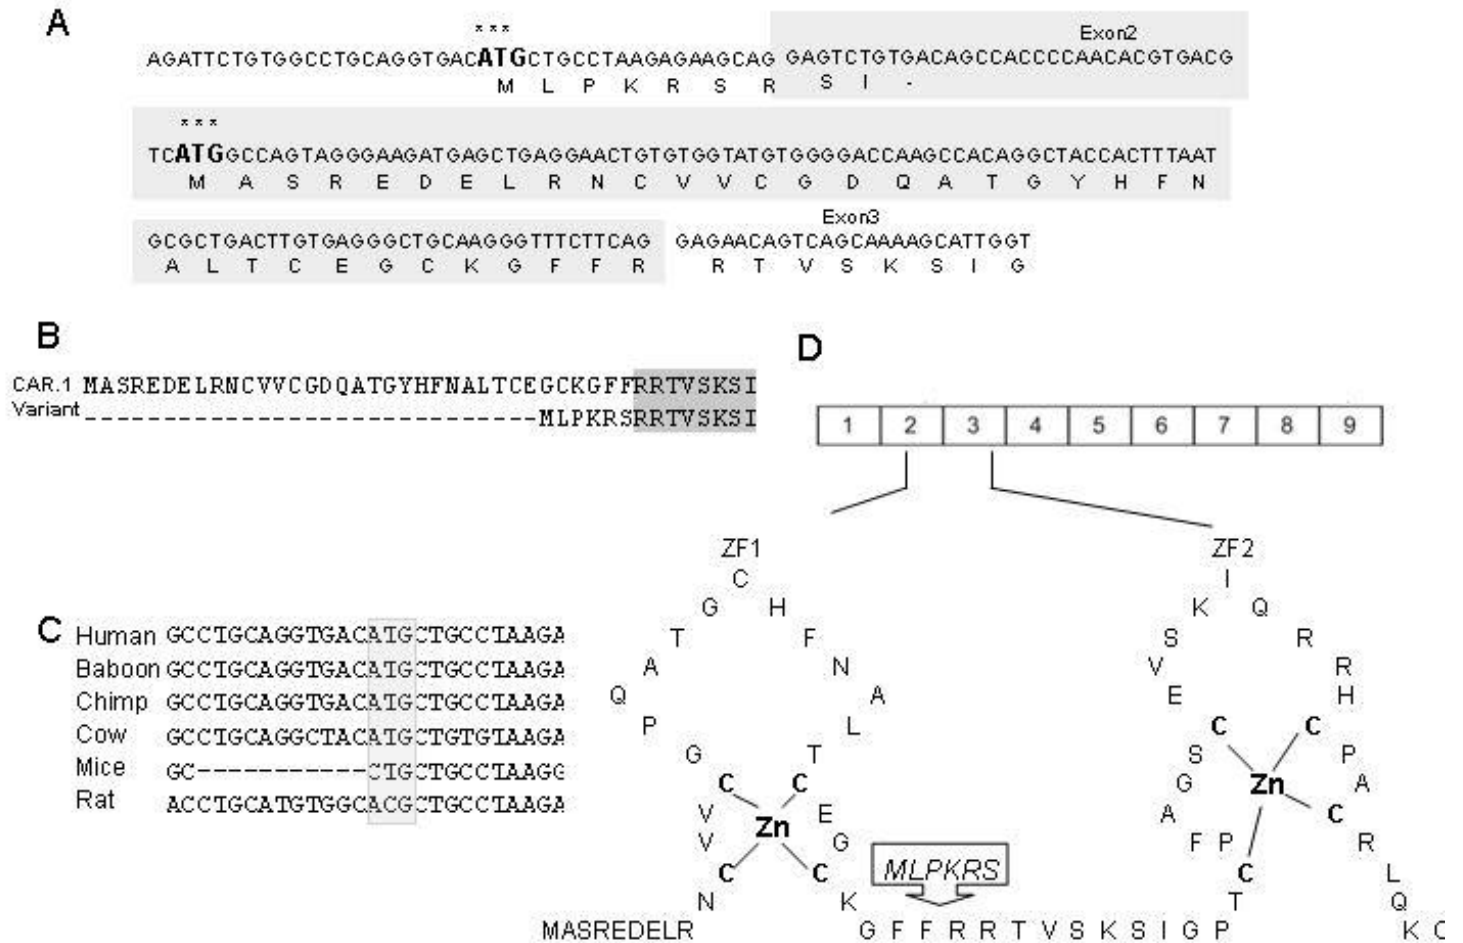 A
* * *
Exon2
AGATTCTGTGGCCTGCAGGTGACATGCTGCCTAAGAGAAGCAG GAGTCTGTGACAGCCACCCCAACACGTGACG
M L P K R S R S I -
* * *
TCATGGCCAGTAGGGAAGATGAGCTGAGGAACTGTGTGGTATGTGGGGACCAAGCCACAGGCTACCACTTTAAT
M A S R E D E L R N C V V C G D Q A T G Y H F N
Exon3
GCGCTGACTTGTGAGGGCTGCAAGGGTTTCTTCAG GAGAACAGTCAGCAAAAGCATTGGT
A L T C E G C K G F F R R T V S K S I G
B
CAR.1 MASREDELRNCVVCGDQATGYHFNALTCEGCKGFFRRTVSKSI
Variant -----------------------------MLPKRSRRTVSKSI
C
Human GCCTGCAGGTGACATGCTGCCTAAGA
Baboon GCCTGCAGGTGACATGCTGCCTAAGA
Chimp GCCTGCAGGTGACATGCTGCCTAAGA
Cow GCCTGCAGGCTACATGCTGTGTAAGA
Mice GC-----------CTGCTGCCTAAGG
Rat ACCTGCATGTGGCACGCTGCCTAAGA
D
1 2 3 4 5 6 7 8 9
ZF1
C
G H
T F
A N
Q A
P L
G T
C C
V Zn E
V G
C C
N K
ZF2
I
K Q
S R
V R
E H
C C
S P
G Zn A
A C
F P R
C L
T Q
MLPKRS
MASREDELR G F F R R T V S K S I G P K C